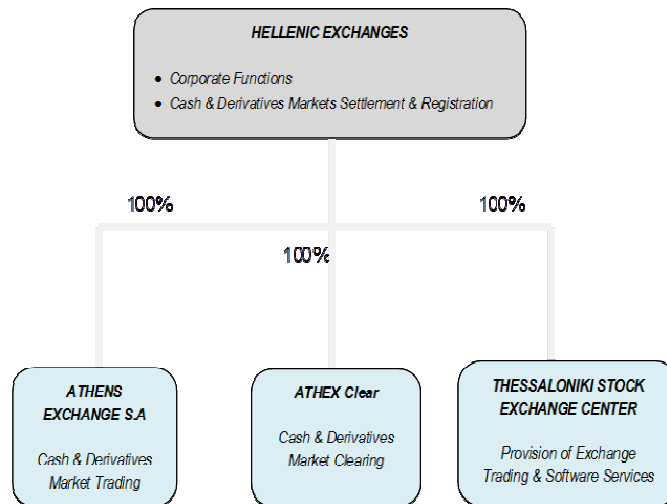 HELLENIC EXCHANGES
• Corporate Functions
• Cash & Derivatives Markets Settlement & Registration
100%
100%
100%
ATHENS
EXCHANGE S.A
Cash & Derivatives
Market Trading
ATHEX Clear
Cash & Derivatives
Market Clearing
THESSALONIKI STOCK
EXCHANGE CENTER
Provision of Exchange
Trading & Software Services